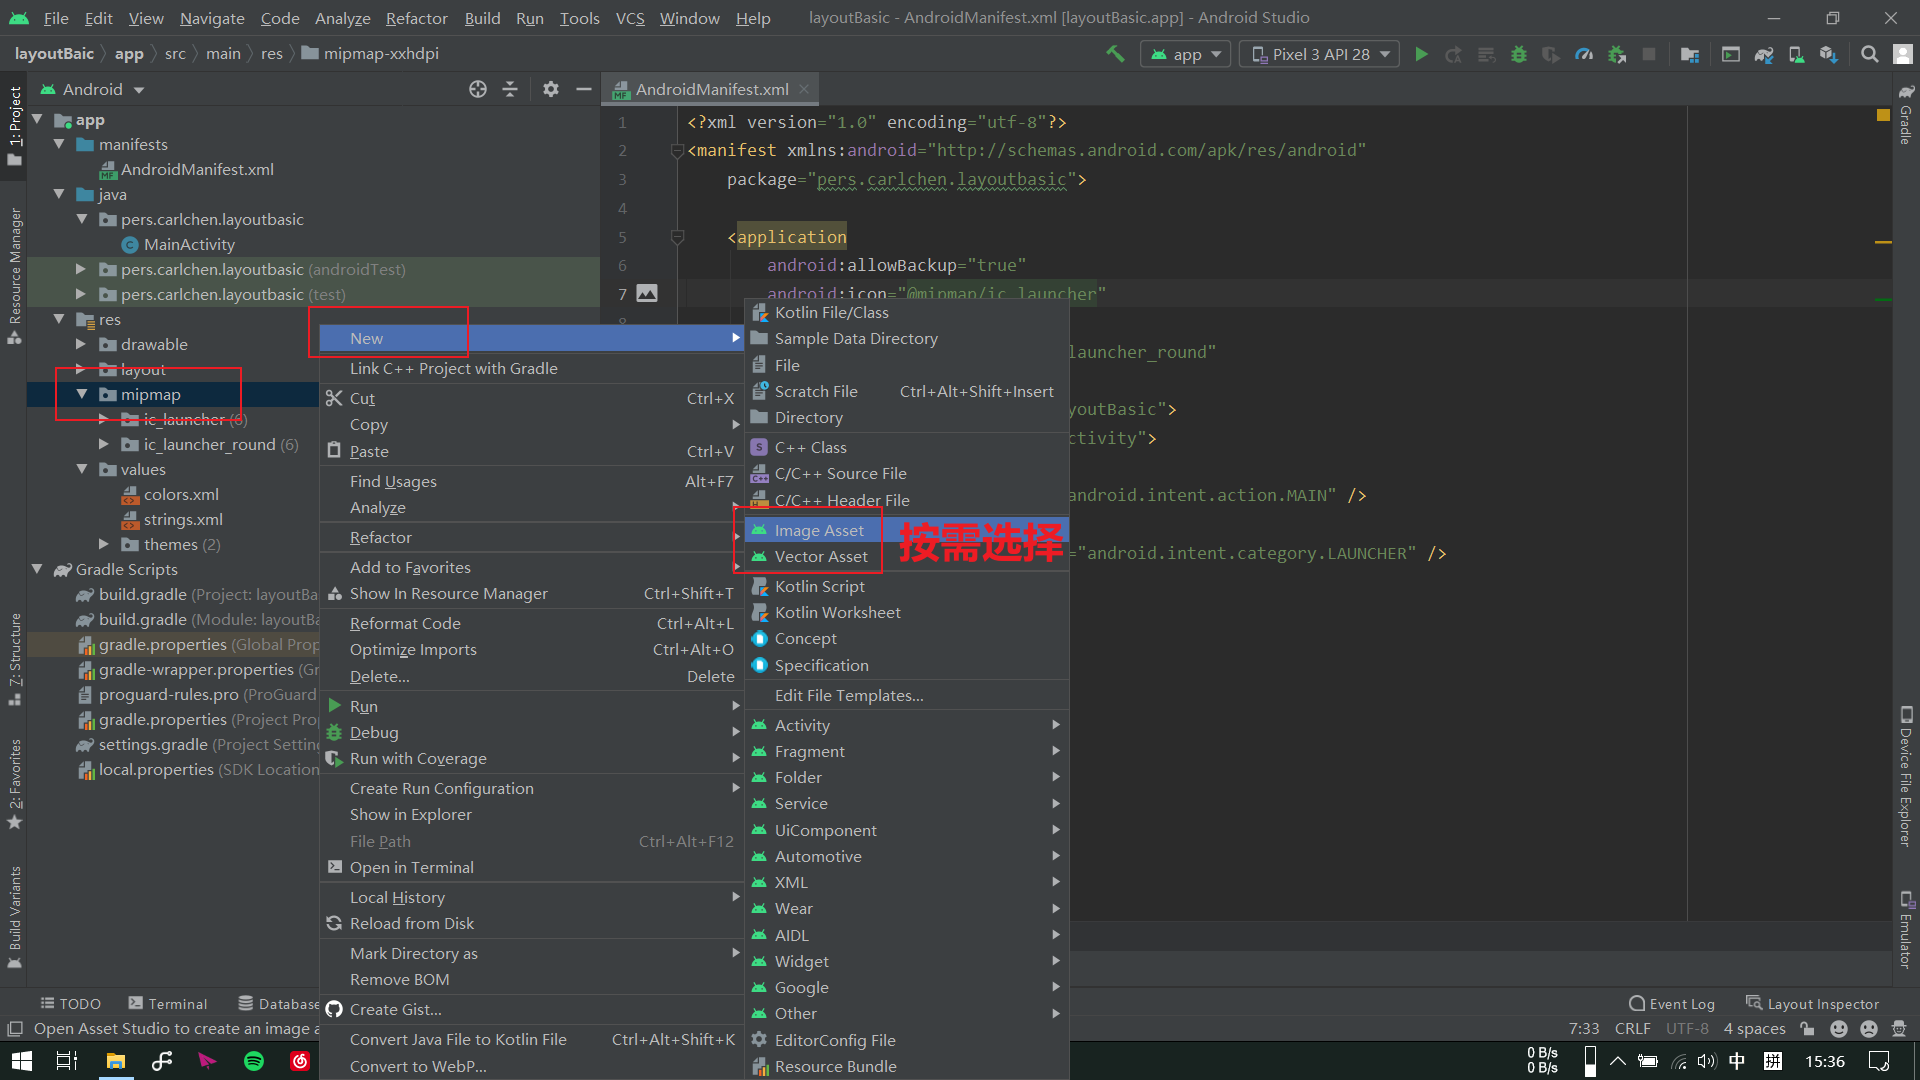 File Edit View Navigate Code Analyze Refactor Build Run Tools VCS Window Help layoutBasic - AndroidManifest.xml [layoutBasic.app] - Android Studio
layoutBaic app src main res mipmap-xxhdpi app Pixel 3 API 28
Android
AndroidManifest.xml
1: Project
Resource Manager
7: Structure
2: Favorites
Build Variants
app
manifests
AndroidManifest.xml
java
pers.carlchen.layoutbasic
MainActivity
pers.carlchen.layoutbasic (androidTest)
pers.carlchen.layoutbasic (test)
res
drawable
layout
mipmap
ic_launcher (6)
ic_launcher_round (6)
values
colors.xml
strings.xml
themes (2)
Gradle Scripts
build.gradle (Project: layoutBa
build.gradle (Module: layoutBa
gradle.properties (Global Prop
gradle-wrapper.properties (Gr
proguard-rules.pro (ProGuard
gradle.properties (Project Prop
settings.gradle (Project Setting
local.properties (SDK Location
New
Link C++ Project with Gradle
Cut Ctrl+X
Copy
Paste Ctrl+V
Find Usages Alt+F7
Analyze
Refactor
Add to Favorites
Show In Resource Manager Ctrl+Shift+T
Reformat Code Ctrl+Alt+L
Optimize Imports Ctrl+Alt+O
Delete... Delete
Run
Debug
Run with Coverage
Create Run Configuration
Show in Explorer
File Path Ctrl+Alt+F12
Open in Terminal
Local History
Reload from Disk
Mark Directory as
Remove BOM
Create Gist...
Convert Java File to Kotlin File Ctrl+Alt+Shift+K
Convert to WebP...
Kotlin File/Class
Sample Data Directory
File
Scratch File Ctrl+Alt+Shift+Insert
Directory
C++ Class
C/C++ Source File
C/C++ Header File
Image Asset
Vector Asset
按需选择
Kotlin Script
Kotlin Worksheet
Concept
Specification
Edit File Templates...
Activity
Fragment
Folder
Service
UiComponent
Automotive
XML
Wear
AIDL
Widget
Google
Other
EditorConfig File
Resource Bundle
1 <?xml version="1.0" encoding="utf-8"?>
2 <manifest xmlns:android="http://schemas.android.com/apk/res/android"
3 package="pers.carlchen.layoutbasic">
4
5 <application
6 android:allowBackup="true"
7 android:icon="@mipmap/ic_launcher"
8
launcher_round"
youtBasic">
ctivity">
android.intent.action.MAIN" />
="android.intent.category.LAUNCHER" />
Gradle
Device File Explorer
Emulator
TODO Terminal Database Event Log Layout Inspector
Open Asset Studio to create an image a 7:33 CRLF UTF-8 4 spaces
0 B/s
0 B/s
中 拼 15:36